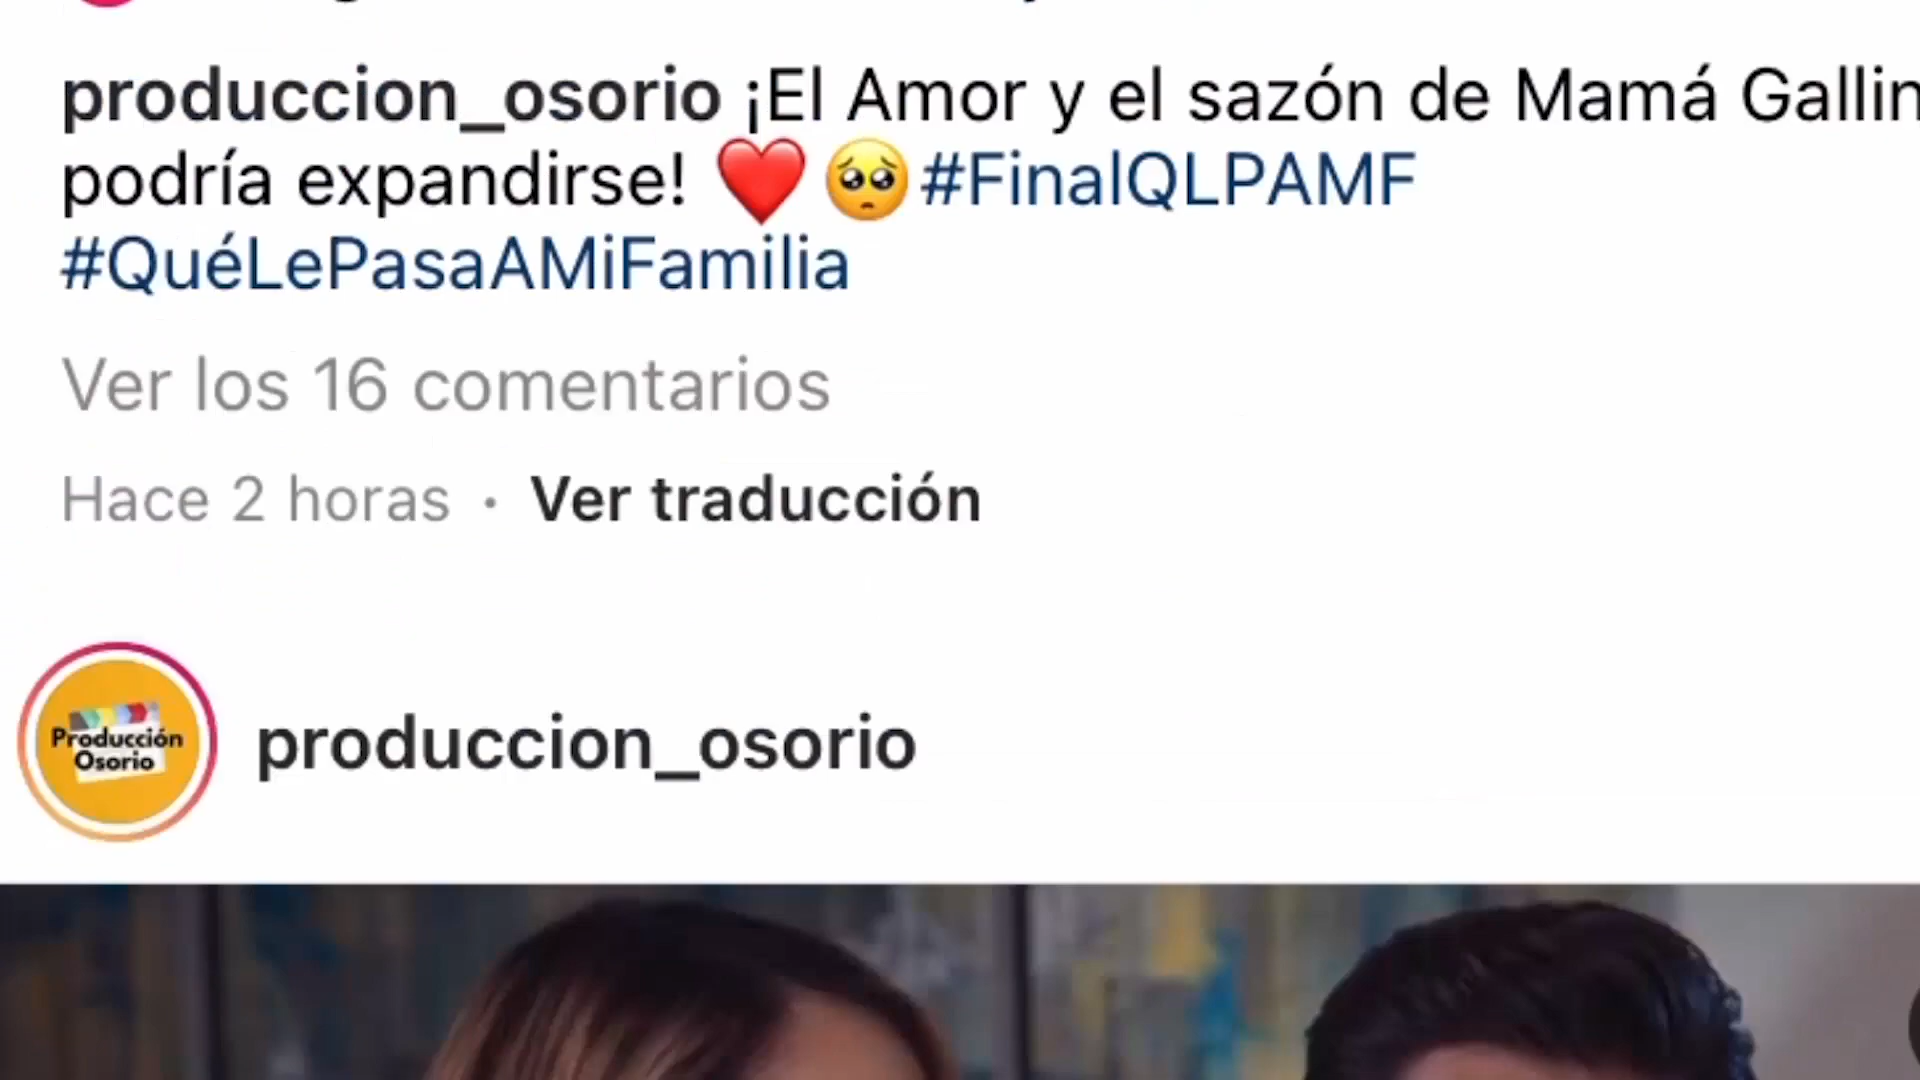 produccion_osorio ¡El Amor y el sazón de Mamá Gallin
podría expandirse! ❤️🥺#FinalQLPAMF
#QuéLePasaAMiFamilia
Ver los 16 comentarios
Hace 2 horas · Ver traducción
Producción
Osorio
produccion_osorio